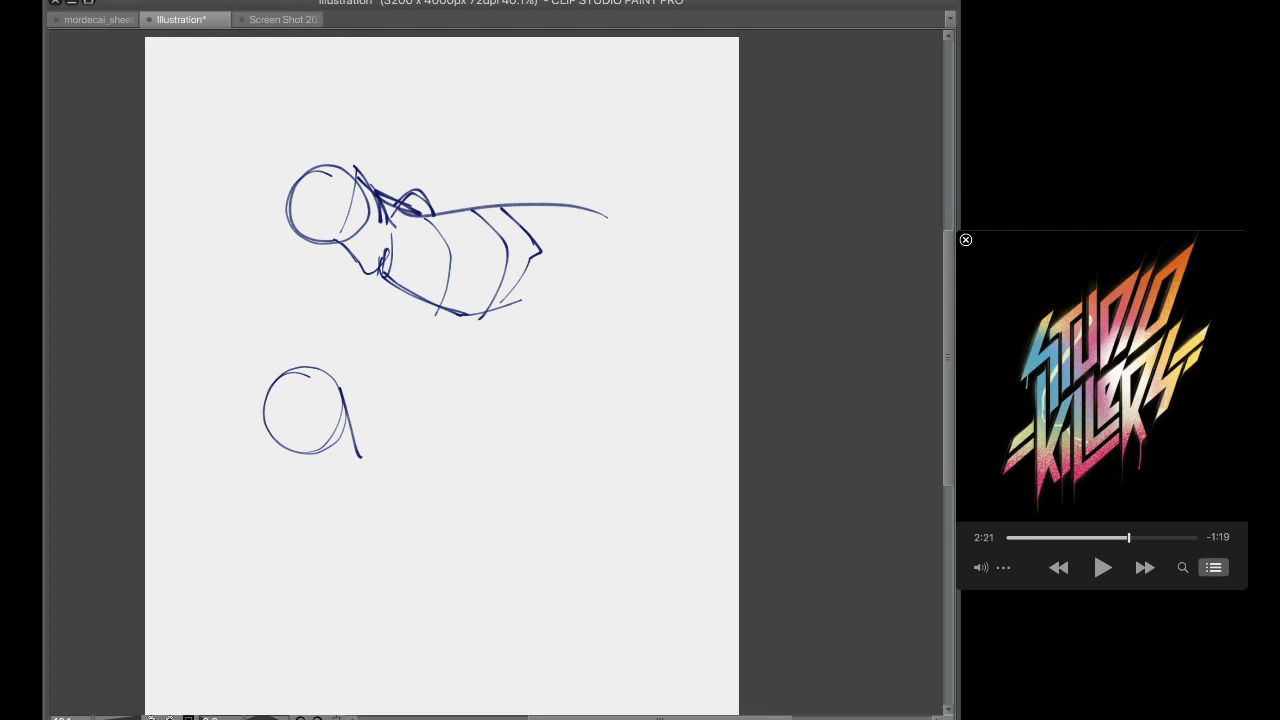 Illustration* (3200 x 4000px 72dpi 40.1%) - CLIP STUDIO PAINT PRO
mordecai_sheet
Illustration*
Screen Shot 20
STUDIO
KILLERS
2:21
-1:19